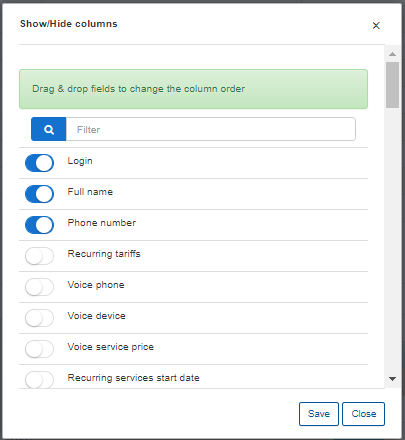 Show/Hide columns
×
Drag & drop fields to change the column order
Filter
Login
Full name
Phone number
Recurring tariffs
Voice phone
Voice device
Voice service price
Recurring services start date
Save
Close